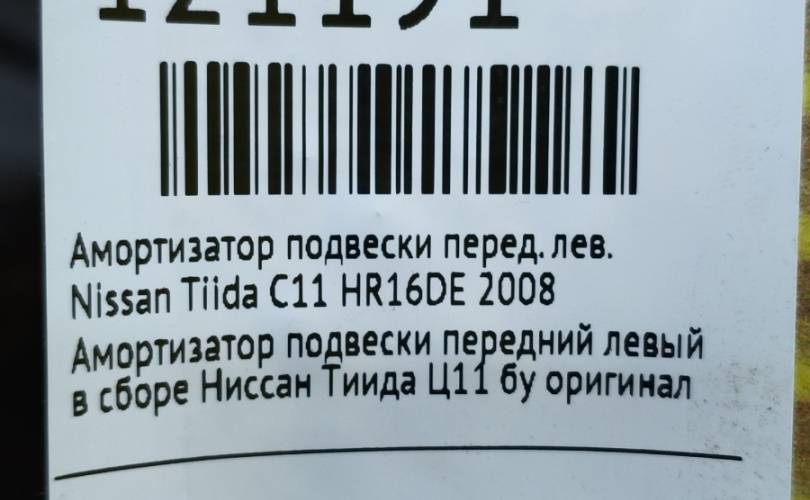 121191
Амортизатор подвески перед. лев.
Nissan Tiida C11 HR16DE 2008
Амортизатор подвески передний левый
в сборе Ниссан Тиида Ц11 бу оригинал